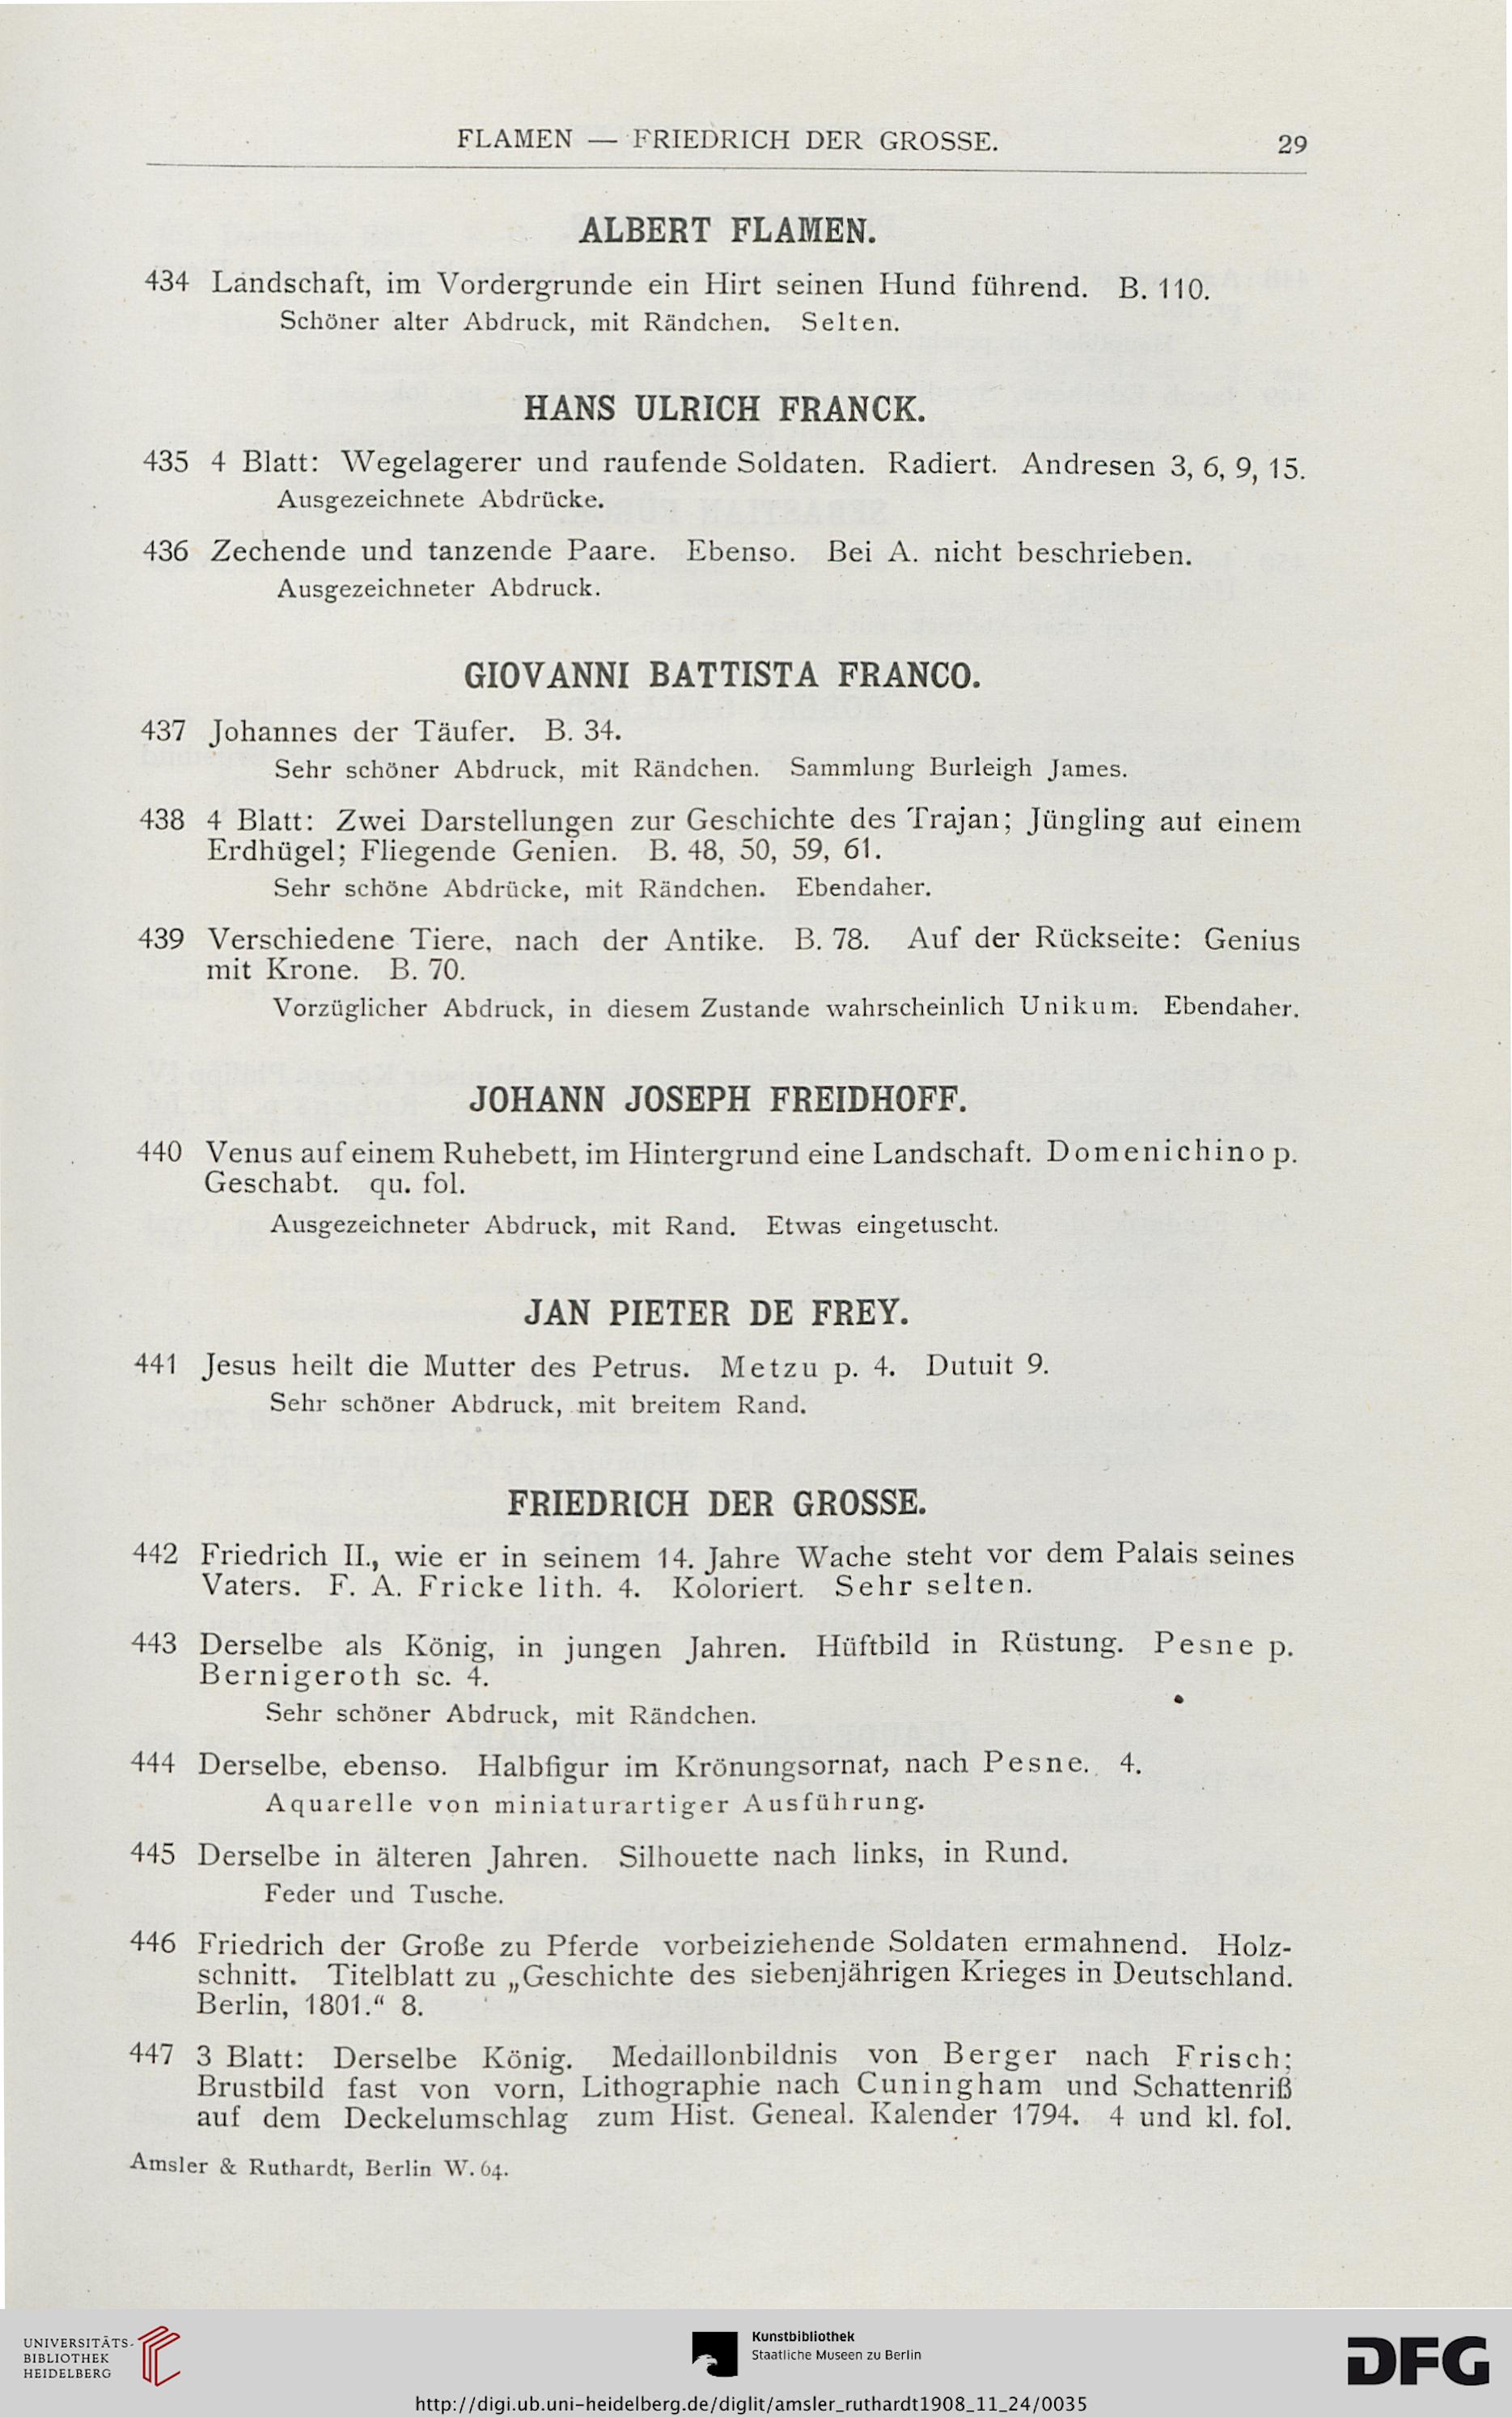 FLAMEN — FRIEDRICH DER GROSSE. 29
ALBERT FLAMEN.
434 Landschaft, im Vordergrunde ein Hirt seinen Hund führend. B. 110.
Schöner alter Abdruck, mit Rändchen. Selten.
HANS ULRICH FRANCK.
435 4 Blatt: Wegelagerer und raufende Soldaten. Radiert. Andresen 3, 6, 9, 15.
Ausgezeichnete Abdrücke.
436 Zechende und tanzende Paare. Ebenso. Bei A. nicht beschrieben.
Ausgezeichneter Abdruck.
GIOVANNI BATTISTA FRANCO.
437 Johannes der Täufer. B. 34.
Sehr schöner Abdruck, mit Rändchen. Sammlung Burleigh James.
438 4 Blatt: Zwei Darstellungen zur Geschichte des Trajan; Jüngling auf einem
Erdhügel; Fliegende Genien. B. 48, 50, 59, 61.
Sehr schöne Abdrücke, mit Rändchen. Ebendaher.
439 Verschiedene Tiere, nach der Antike. B. 78. Auf der Rückseite: Genius
mit Krone. B. 70.
Vorzüglicher Abdruck, in diesem Zustande wahrscheinlich Unikum. Ebendaher.
JOHANN JOSEPH FREIDHOFF.
440 Venus auf einem Ruhebett, im Hintergrund eine Landschaft. Domenichino p.
Geschabt. qu. fol.
Ausgezeichneter Abdruck, mit Rand. Etwas eingetuscht.
JAN PIETER DE FREY.
441 Jesus heilt die Mutter des Petrus. Metzu p. 4. Dutuit 9.
Sehr schöner Abdruck, mit breitem Rand.
FRIEDRICH DER GROSSE.
442 Friedrich II., wie er in seinem 14. Jahre Wache steht vor dem Palais seines
Vaters. F. A. Fricke lith. 4. Koloriert. Sehr selten.
443 Derselbe als König, in jungen Jahren. Hüftbild in Rüstung. Pesne p.
Bernigeroth sc. 4.
Sehr schöner Abdruck, mit Rändchen.
444 Derselbe, ebenso. Halbfigur im Krönungsornat, nach Pesne. 4.
Aquarelle von miniaturartiger Ausführung.
445 Derselbe in älteren Jahren. Silhouette nach links, in Rund.
Feder und Tusche.
446 Friedrich der Große zu Pferde vorbeiziehende Soldaten ermahnend. Holz-
schnitt. Titelblatt zu „Geschichte des siebenjährigen Krieges in Deutschland.
Berlin, 1801.“ 8.
447 3 Blatt: Derselbe König. Medaillonbildnis von Berger nach Frisch;
Brustbild fast von vorn, Lithographie nach Cuningham und Schattenriß
auf dem Deckelumschlag zum Hist. Geneal. Kalender 1794. 4 und kl. fol.
Amsler & Ruthardt, Berlin W. 64.
UNIVERSITÄTS-
BIBLIOTHEK
HEIDELBERG
Kunstbibliothek
Staatliche Museen zu Berlin
DFG
http://digi.ub.uni-heidelberg.de/diglit/amsler_ruthardt1908_11_24/0035